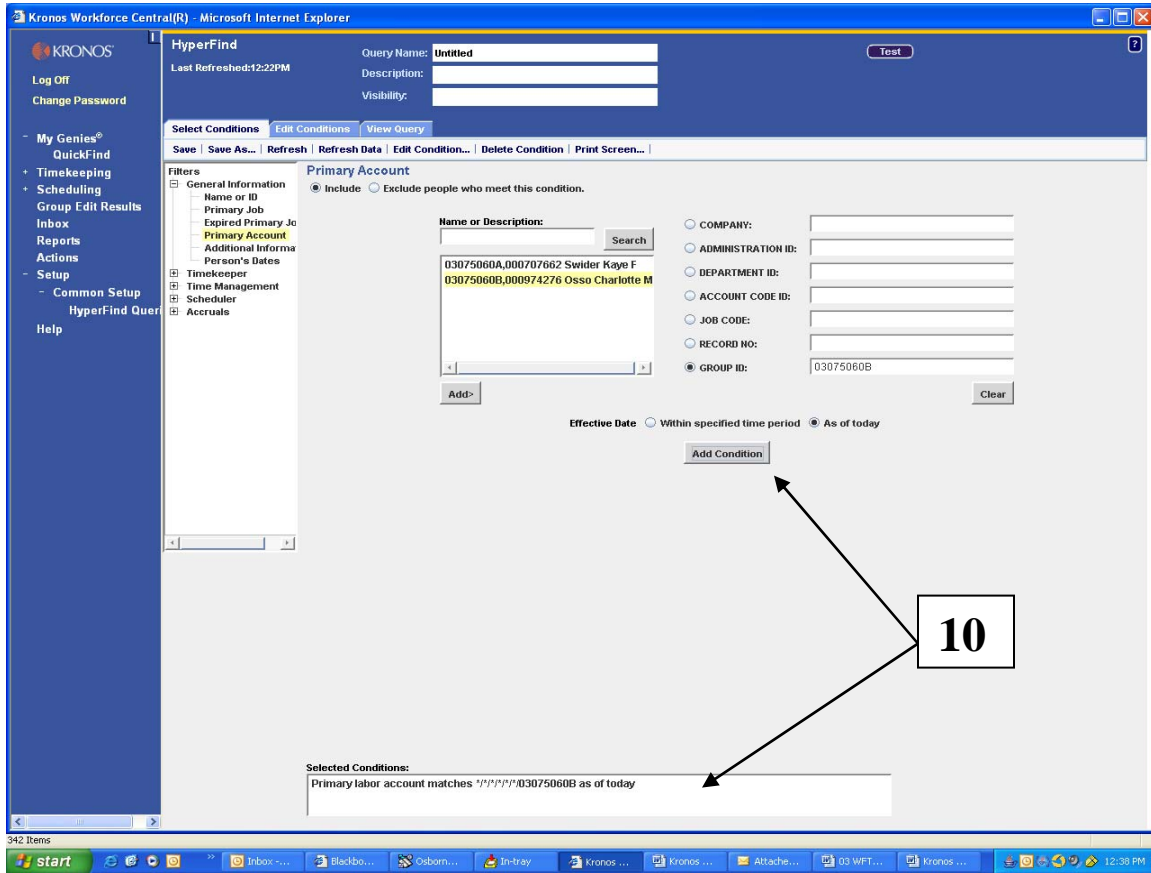 Kronos Workforce Central(R) - Microsoft Internet Explorer
KRONOS
Log Off
Change Password
- My Genies®
QuickFind
+ Timekeeping
+ Scheduling
Group Edit Results
Inbox
Reports
Actions
- Setup
- Common Setup
HyperFind Queri
Help
HyperFind
Last Refreshed:12:22PM
Query Name: Untitled
Description:
Visibility:
Test
?
Select Conditions Edit Conditions View Query
Save | Save As... | Refresh | Refresh Data | Edit Condition... | Delete Condition | Print Screen... |
Filters
General Information
Name or ID
Primary Job
Expired Primary Jo
Primary Account
Additional Informa
Person's Dates
Timekeeper
Time Management
Scheduler
Accruals
Primary Account
Include Exclude people who meet this condition.
Name or Description:
Search
03075060A,000707662 Swider Kaye F
03075060B,000974276 Osso Charlotte M
Add>
COMPANY:
ADMINISTRATION ID:
DEPARTMENT ID:
ACCOUNT CODE ID:
JOB CODE:
RECORD NO:
GROUP ID: 03075060B
Clear
Effective Date Within specified time period As of today
Add Condition
10
Selected Conditions:
Primary labor account matches */*/*/*/*/*/03075060B as of today
342 Items
start Inbox -... Blackbo... Osborn... In-tray Kronos ... Kronos ... Attache... 03 WFT... Kronos ... 12:38 PM